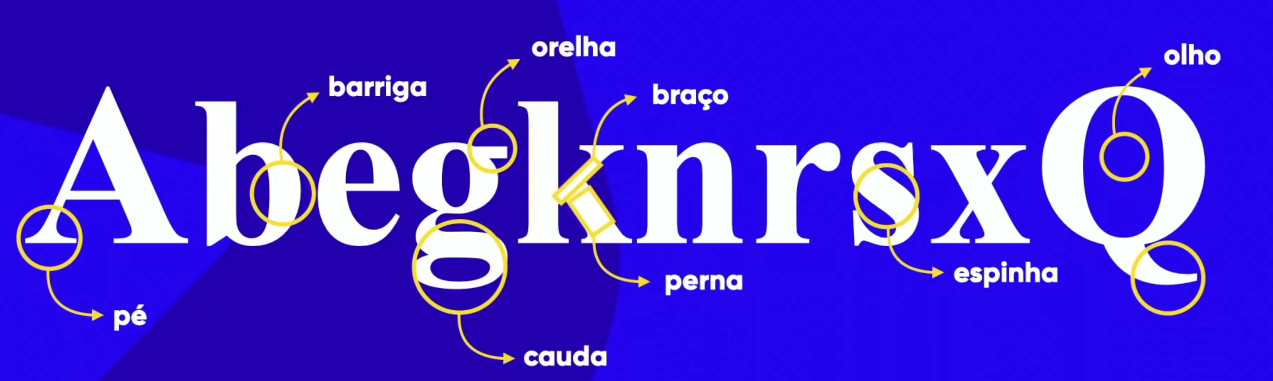 orelha
olho
barriga
braço
AbegknrsxQ
perna
espinha
pé
cauda